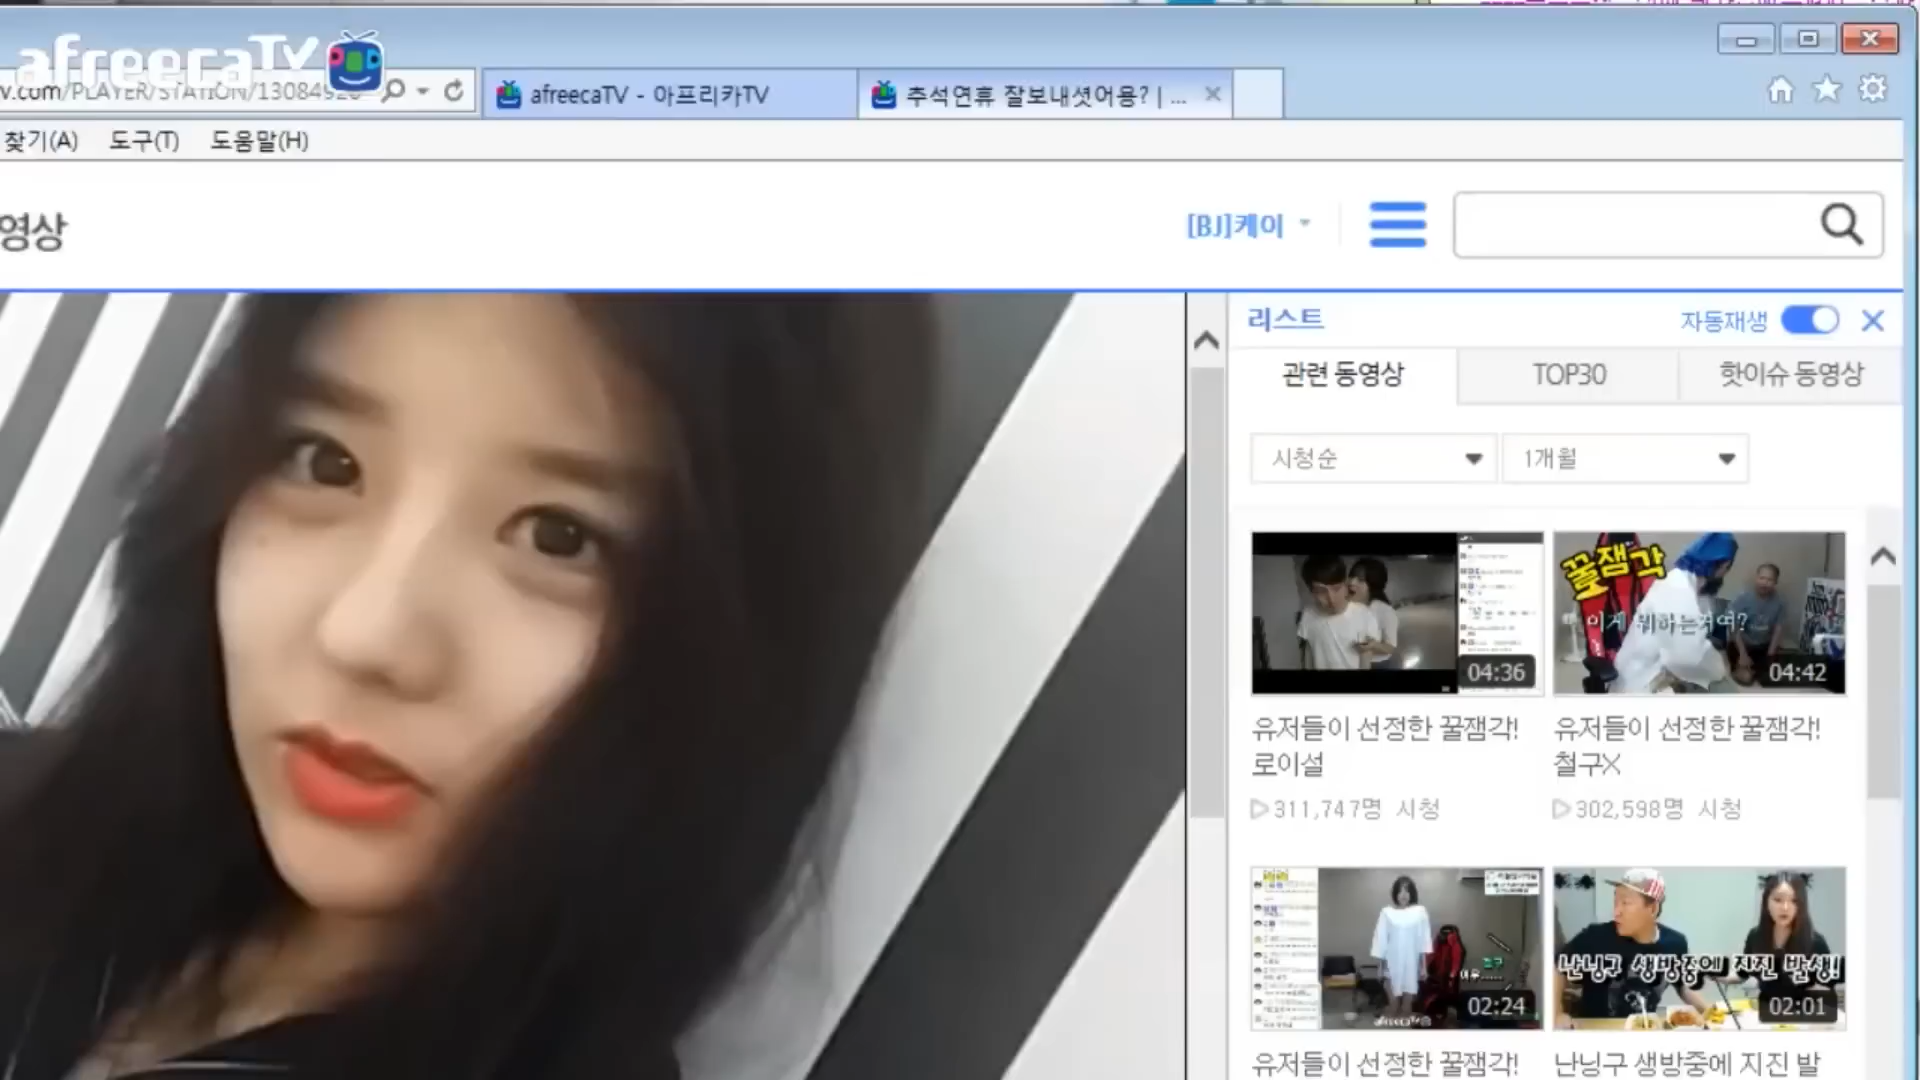 afreecaTV
afreecaTV - 아프리카TV
추석연휴 잘보내셧어용? | ...
찾기(A) 도구(T) 도움말(H)
영상
[BJ]케이
리스트
자동재생
관련 동영상
TOP30
핫이슈 동영상
시청순
1개월
04:36
꿀잼각
이게 뭐하는거여?
04:42
유저들이 선정한 꿀잼각!
로이설
311,747명 시청
유저들이 선정한 꿀잼각!
철구X
302,598명 시청
afreecaTV
02:24
난닝구 생방중에 지진 발생!
02:01
유저들이 선정한 꿀잼각!
난닝구 생방중에 지진 발